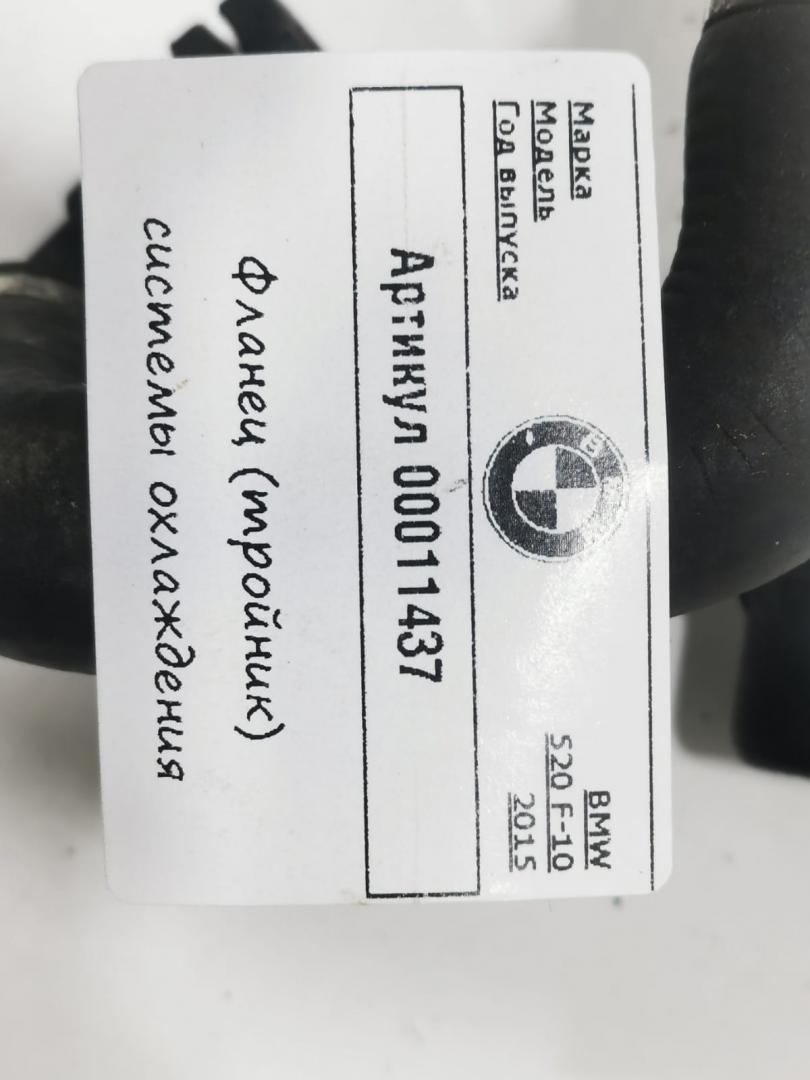 Марка BMW
Модель 520 F-10
Год выпуска 2015
Артикул 00011437
Фланец (тройник)
системы охлаждения